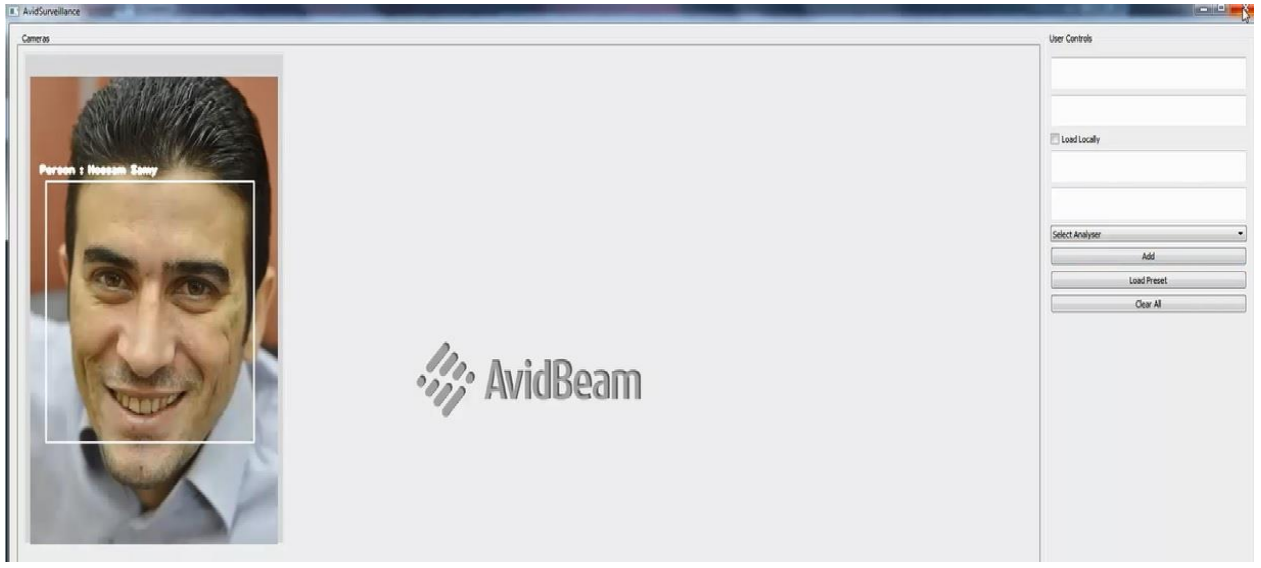 AvidSurveillance
Cameras
User Controls
Load Locally
Person : Hossam Samy
Select Analyser
Add
Load Preset
Clear All
AvidBeam